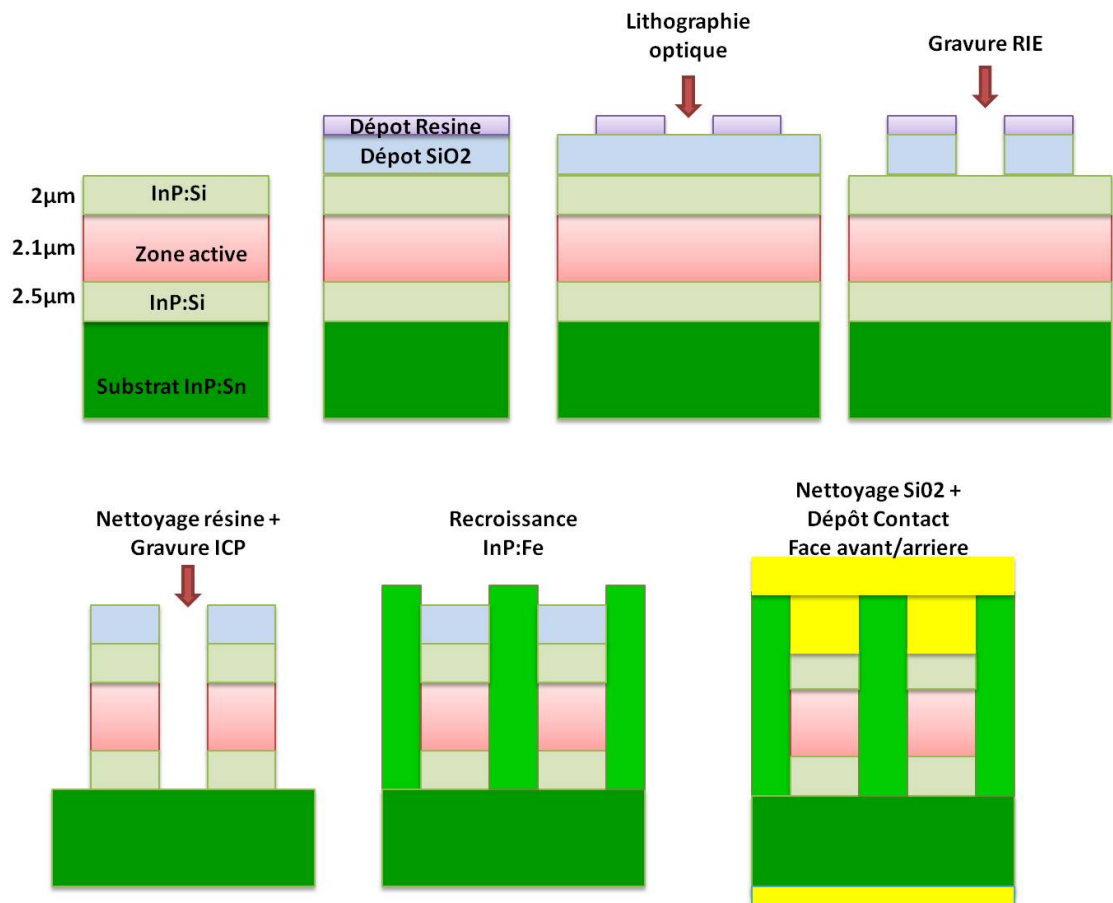 Lithographie
optique
Gravure RIE
Dépot Resine
Dépot SiO2
2µm
InP:Si
2.1µm
Zone active
2.5µm
InP:Si
Substrat InP:Sn
Nettoyage résine +
Gravure ICP
Recroissance
InP:Fe
Nettoyage Si02 +
Dépôt Contact
Face avant/arriere